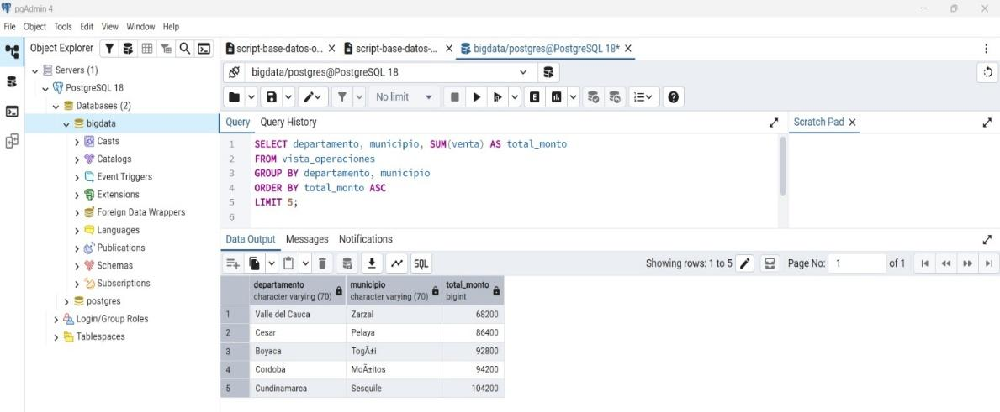 pgAdmin 4
File Object Tools Edit View Window Help
Object Explorer
script-base-datos-o... X script-base-datos-... X bigdata/postgres@PostgreSQL 18* X
Servers (1)
PostgreSQL 18
Databases (2)
bigdata
Casts
Catalogs
Event Triggers
Extensions
Foreign Data Wrappers
Languages
Publications
Schemas
Subscriptions
postgres
Login/Group Roles
Tablespaces
bigdata/postgres@PostgreSQL 18
No limit
E
Query Query History
Scratch Pad X
1 SELECT departamento, municipio, SUM(venta) AS total_monto
2 FROM vista_operaciones
3 GROUP BY departamento, municipio
4 ORDER BY total_monto ASC
5 LIMIT 5;
6
Data Output Messages Notifications
SQL
Showing rows: 1 to 5 Page No: 1 of 1
departamento municipio total_monto
character varying (70) character varying (70) bigint
1 Valle del Cauca Zarzal 68200
2 Cesar Pelaya 86400
3 Boyaca TogÃ±i 92800
4 Cordoba MoÃ±itos 94200
5 Cundinamarca Sesquile 104200